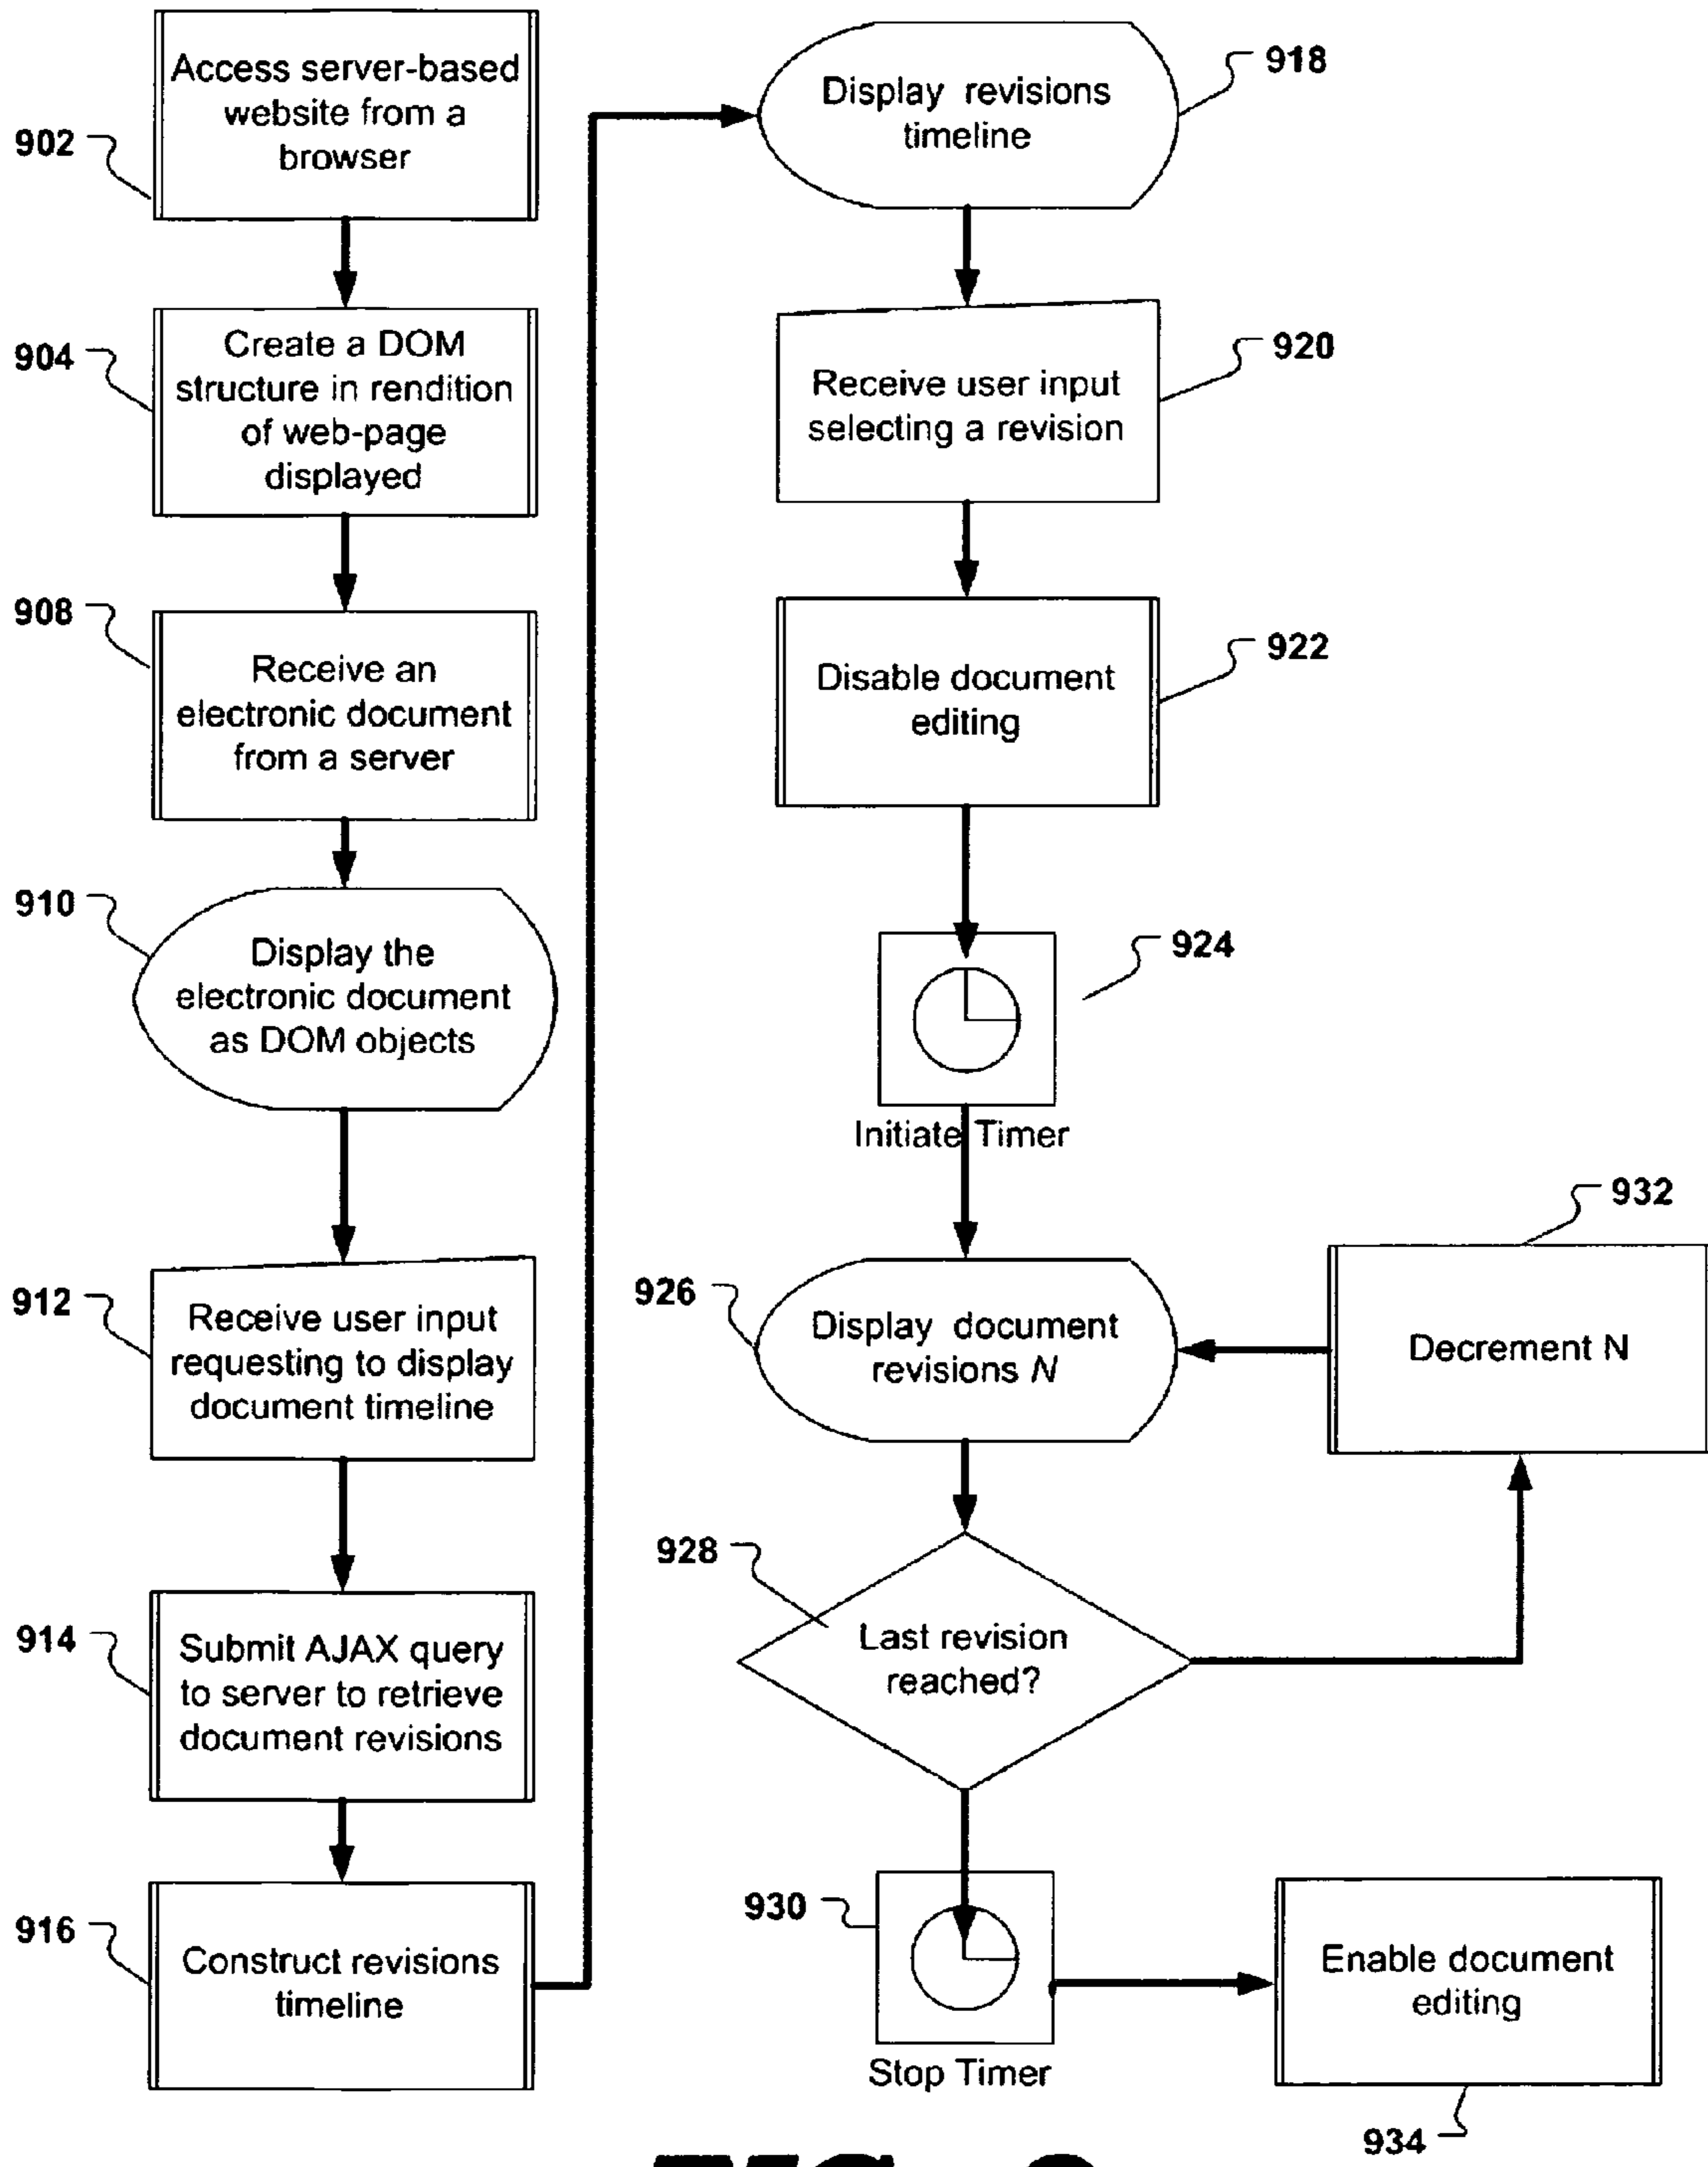 902
Access server-based
website from a
browser
904
Create a DOM
structure in rendition
of web-page
displayed
908
Receive an
electronic document
from a server
910
Display the
electronic document
as DOM objects
912
Receive user input
requesting to display
document timeline
914
Submit AJAX query
to server to retrieve
document revisions
916
Construct revisions
timeline
918
Display revisions
timeline
920
Receive user input
selecting a revision
922
Disable document
editing
924
Initiate Timer
926
Display document
revisions N
932
Decrement N
928
Last revision
reached?
930
Stop Timer
Enable document
editing
934